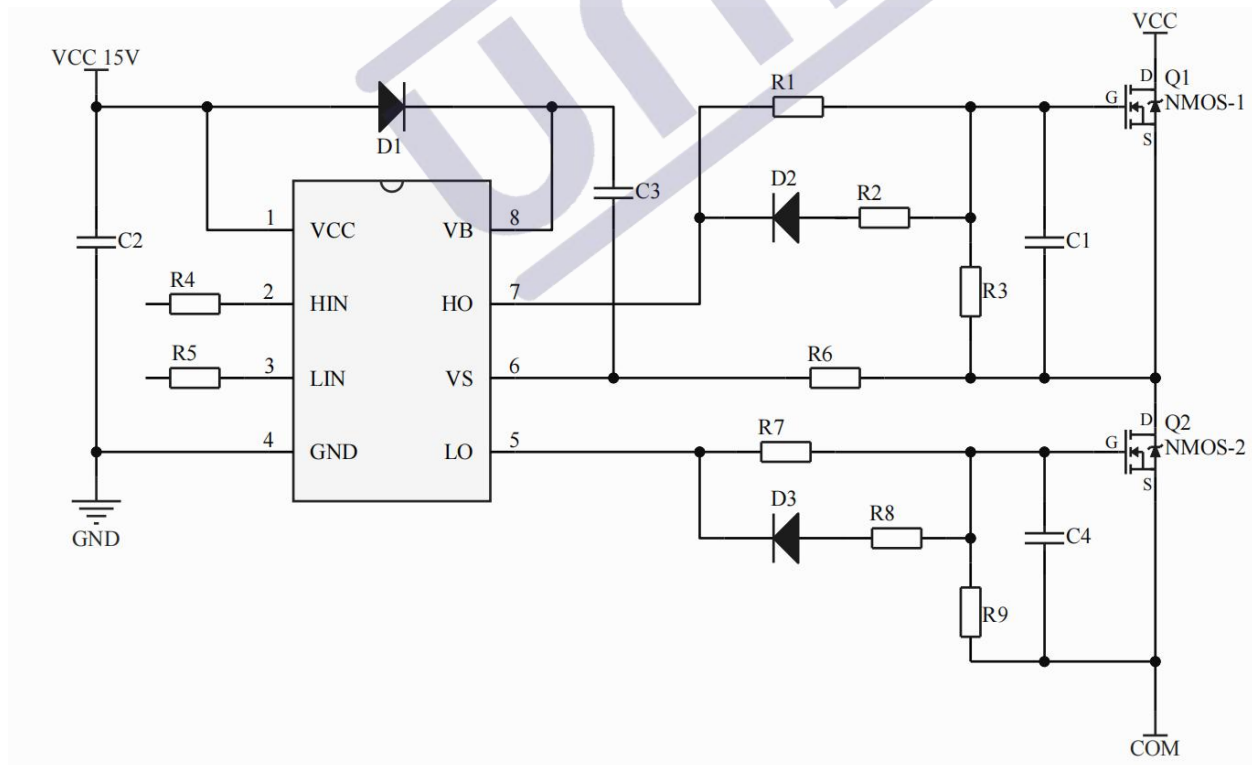 VCC 15V
D1
C2
C3
1
VCC
VB
8
R4
2
HIN
HO
7
R5
3
LIN
VS
6
4
GND
LO
5
GND
R1
D2
R2
R3
C1
R6
VCC
D
Q1
G
NMOS-1
S
R7
D3
R8
R9
C4
D
Q2
G
NMOS-2
S
COM